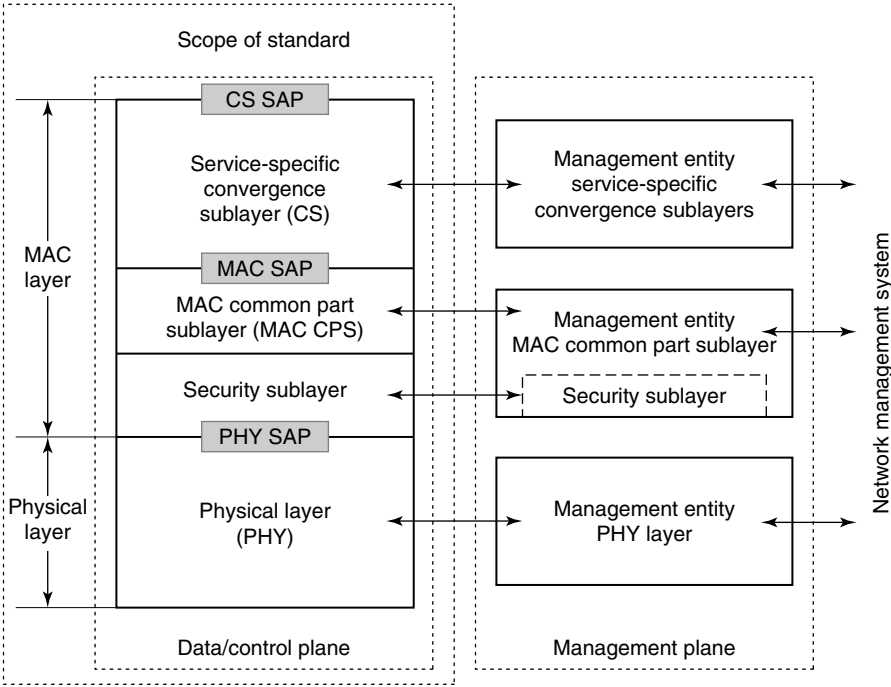 Scope of standard
CS SAP
Service-specific
convergence
sublayer (CS)
MAC SAP
MAC common part
sublayer (MAC CPS)
Security sublayer
PHY SAP
Physical layer
(PHY)
Data/control plane
MAC
layer
Physical
layer
Management entity
service-specific
convergence sublayers
Management entity
MAC common part sublayer
Security sublayer
Management entity
PHY layer
Management plane
Network management system